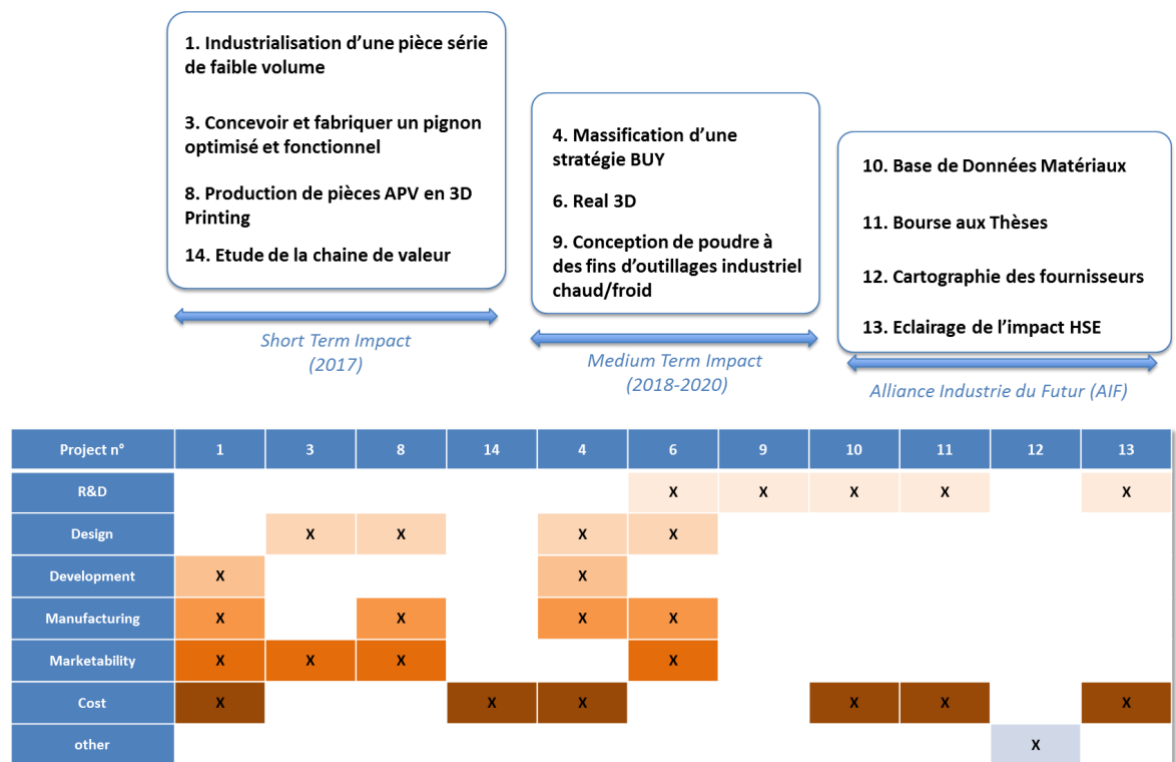 1. Industrialisation d’une pièce série
de faible volume
3. Concevoir et fabriquer un pignon
optimisé et fonctionnel
8. Production de pièces APV en 3D
Printing
14. Etude de la chaine de valeur
Short Term Impact
(2017)
4. Massification d’une
stratégie BUY
6. Real 3D
9. Conception de poudre à
des fins d’outillages industriel
chaud/froid
Medium Term Impact
(2018-2020)
10. Base de Données Matériaux
11. Bourse aux Thèses
12. Cartographie des fournisseurs
13. Eclairage de l’impact HSE
Alliance Industrie du Futur (AIF)
Project n° 1 3 8 14 4 6 9 10 11 12 13
R&D X X X X X
Design X X X X
Development X X
Manufacturing X X X X
Marketability X X X X
Cost X X X X X X
other X